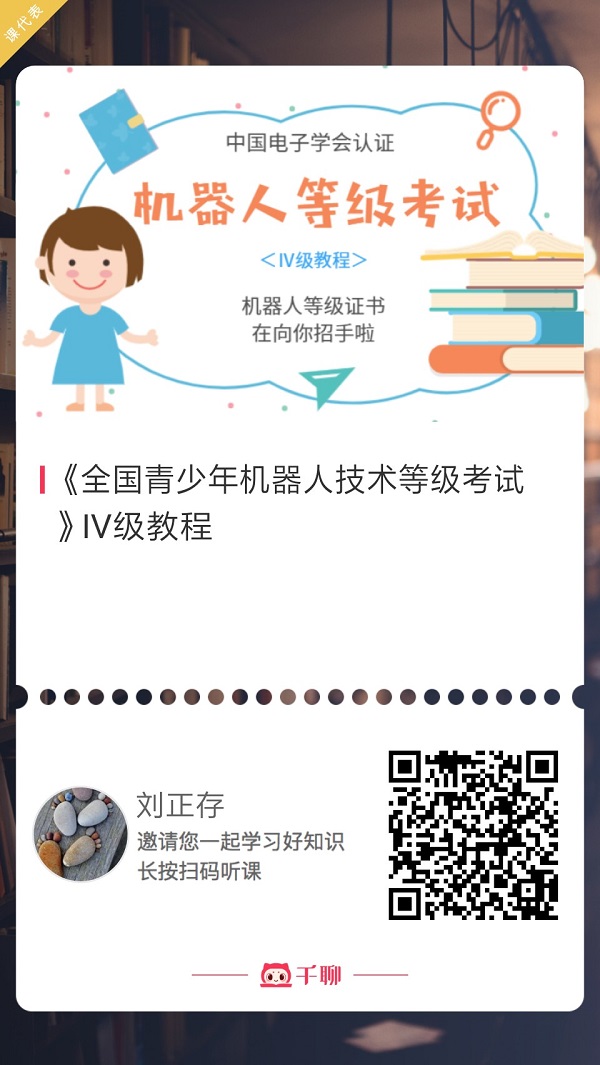 课代表
中国电子学会认证
机器人等级考试
<IV级教程>
机器人等级证书
在向你招手啦
《全国青少年机器人技术等级考试
》IV级教程
刘正存
邀请您一起学习好知识
长按扫码听课
千聊